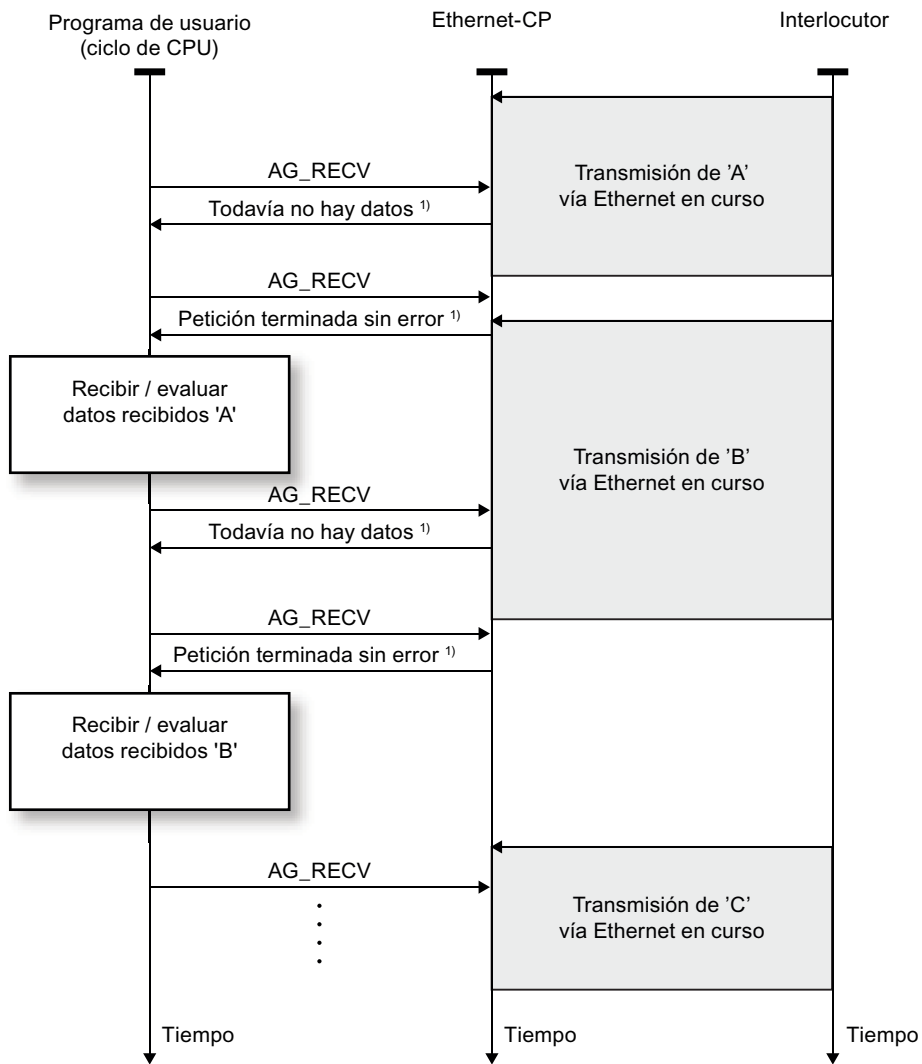 Programa de usuario
(ciclo de CPU)
Ethernet-CP
Interlocutor
Transmisión de 'A'
vía Ethernet en curso
AG_RECV
Todavía no hay datos 1)
AG_RECV
Petición terminada sin error 1)
Recibir / evaluar
datos recibidos 'A'
Transmisión de 'B'
vía Ethernet en curso
AG_RECV
Todavía no hay datos 1)
AG_RECV
Petición terminada sin error 1)
Recibir / evaluar
datos recibidos 'B'
AG_RECV
Transmisión de 'C'
vía Ethernet en curso
Tiempo
Tiempo
Tiempo